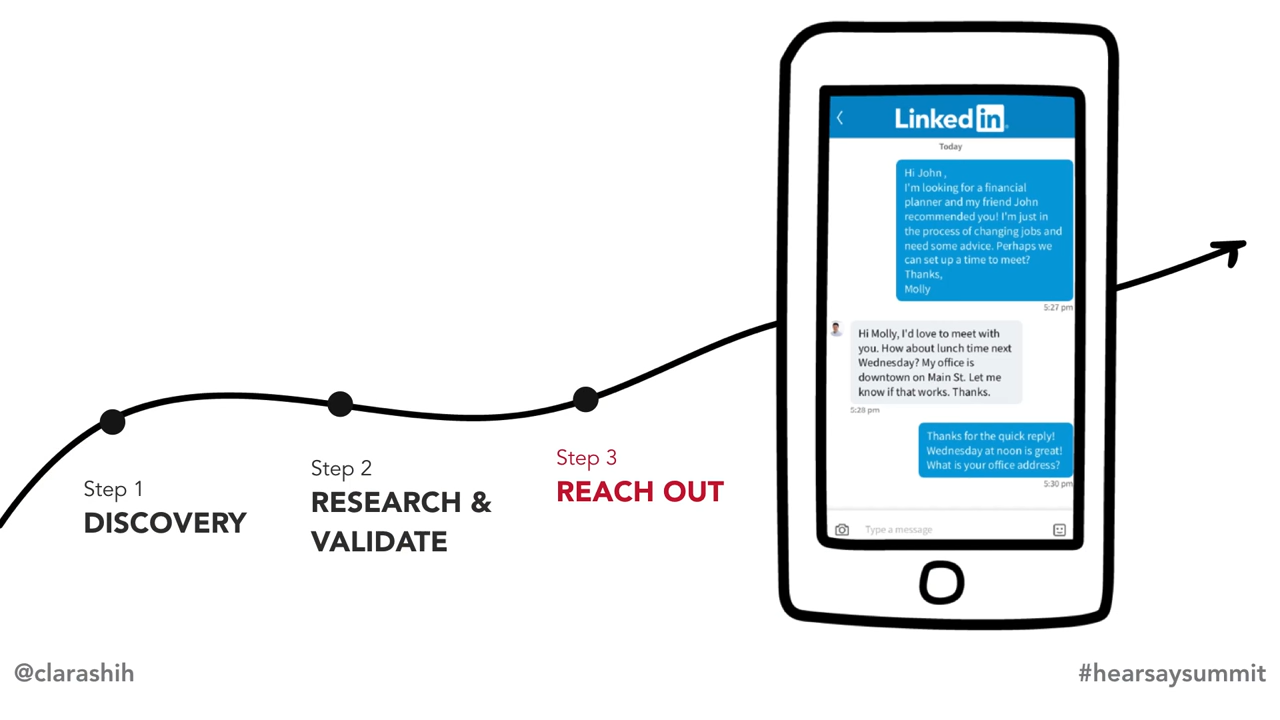 Linked in
Today
Hi John ,
I'm looking for a financial
planner and my friend John
recommended you! I'm just in
the process of changing jobs and
need some advice. Perhaps we
can set up a time to meet?
Thanks,
Molly
5:27 pm
Hi Molly, I'd love to meet with
you. How about lunch time next
Wednesday? My office is
downtown on Main St. Let me
know if that works. Thanks.
5:28 pm
Thanks for the quick reply!
Wednesday at noon is great!
What is your office address?
5:30 pm
Type a message
Step 1
DISCOVERY
Step 2
RESEARCH &
VALIDATE
Step 3
REACH OUT
@clarashih
#hearsaysummit